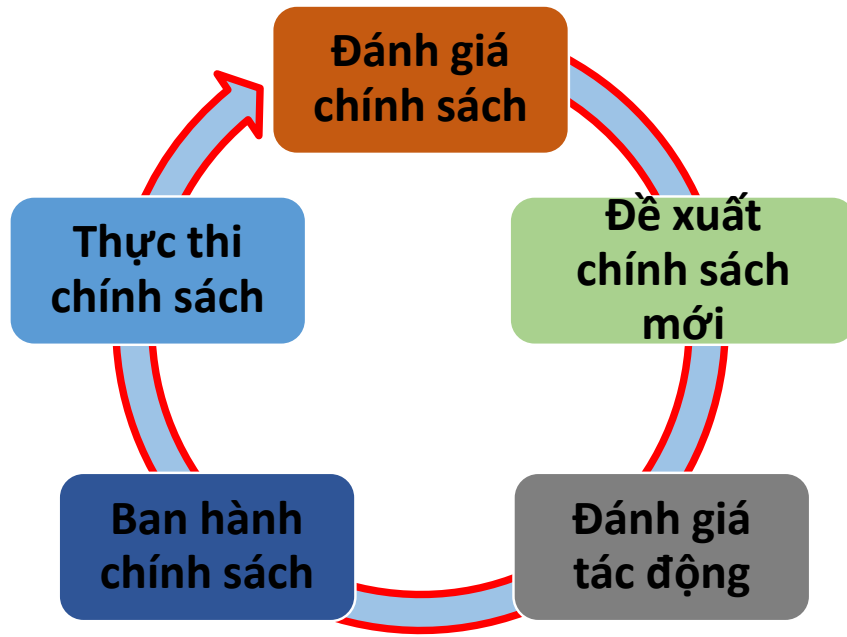 Đánh giá
chính sách
Đề xuất
chính sách
mới
Đánh giá
tác động
Ban hành
chính sách
Thực thi
chính sách